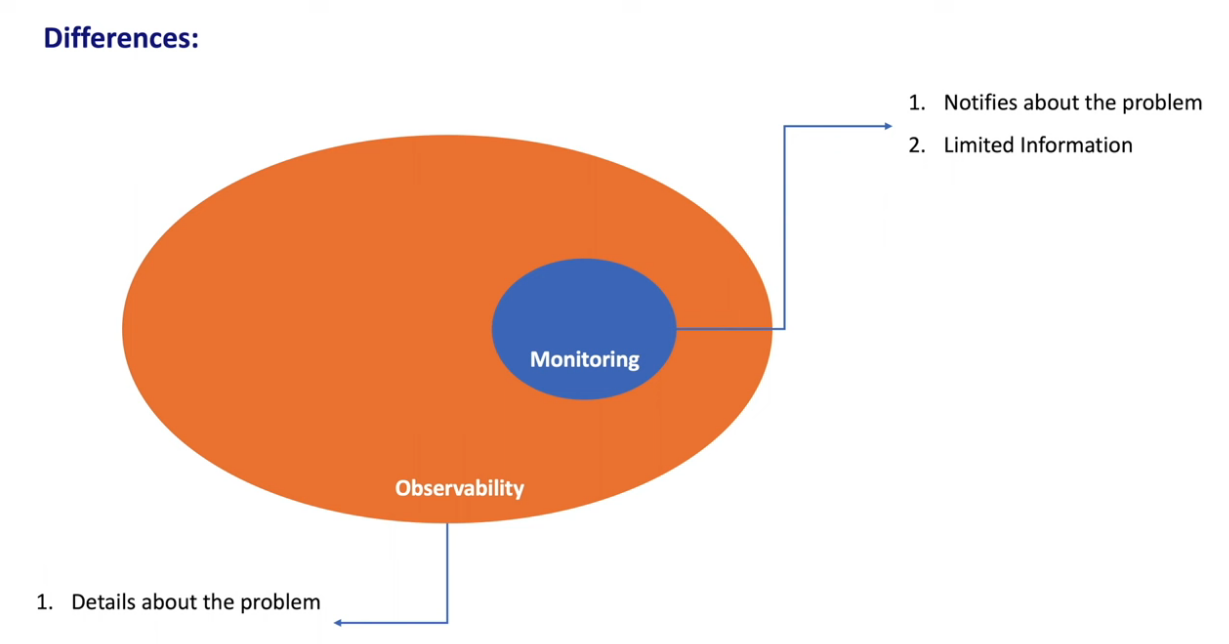 Differences:
1. Notifies about the problem
2. Limited Information
Monitoring
Observability
1. Details about the problem